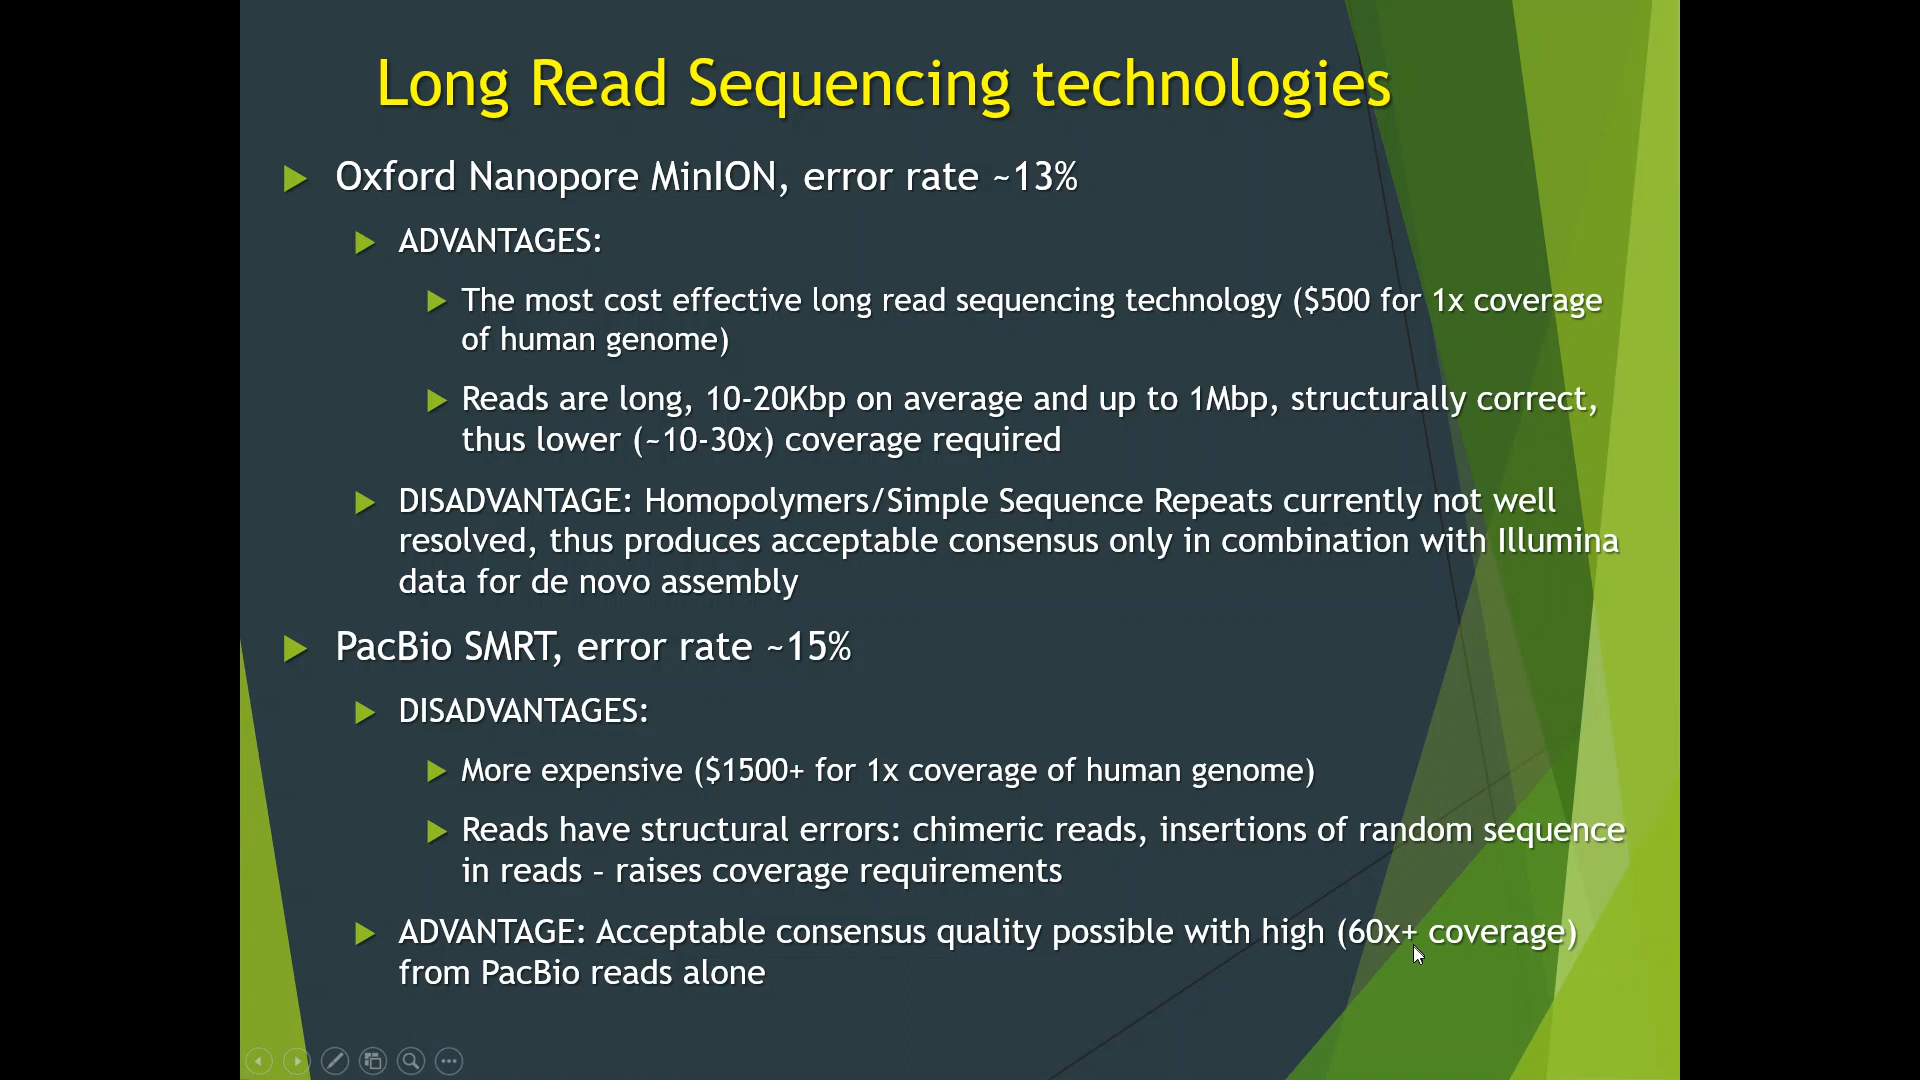 Long Read Sequencing technologies
Oxford Nanopore MinION, error rate ~13%
ADVANTAGES:
The most cost effective long read sequencing technology ($500 for 1x coverage
of human genome)
Reads are long, 10-20Kbp on average and up to 1Mbp, structurally correct,
thus lower (~10-30x) coverage required
DISADVANTAGE: Homopolymers/Simple Sequence Repeats currently not well
resolved, thus produces acceptable consensus only in combination with Illumina
data for de novo assembly
PacBio SMRT, error rate ~15%
DISADVANTAGES:
More expensive ($1500+ for 1x coverage of human genome)
Reads have structural errors: chimeric reads, insertions of random sequence
in reads – raises coverage requirements
ADVANTAGE: Acceptable consensus quality possible with high (60x+ coverage)
from PacBio reads alone